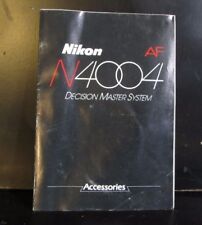 Nikon
AF
N4004
DECISION MASTER SYSTEM
Accessories